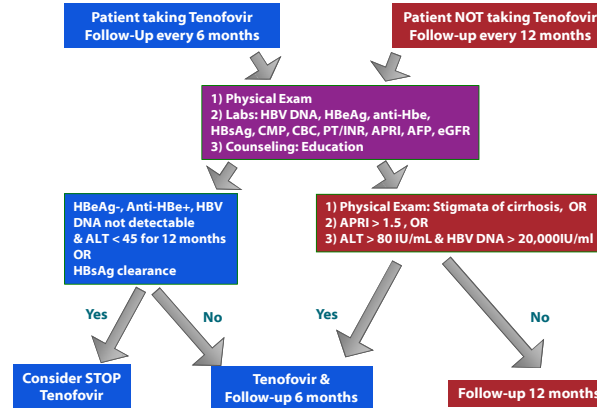 Patient taking Tenofovir
Follow-Up every 6 months
Patient NOT taking Tenofovir
Follow-up every 12 months
1) Physical Exam
2) Labs: HBV DNA, HBeAg, anti-Hbe,
HBsAg, CMP, CBC, PT/INR, APRI, AFP, eGFR
3) Counseling: Education
HBeAg-, Anti-HBe+, HBV
DNA not detectable
& ALT < 45 for 12 months
OR
HBsAg clearance
1) Physical Exam: Stigmata of cirrhosis, OR
2) APRI > 1.5 , OR
3) ALT > 80 IU/mL & HBV DNA > 20,000IU/ml
Yes
No
Yes
No
Consider STOP
Tenofovir
Tenofovir &
Follow-up 6 months
Follow-up 12 months